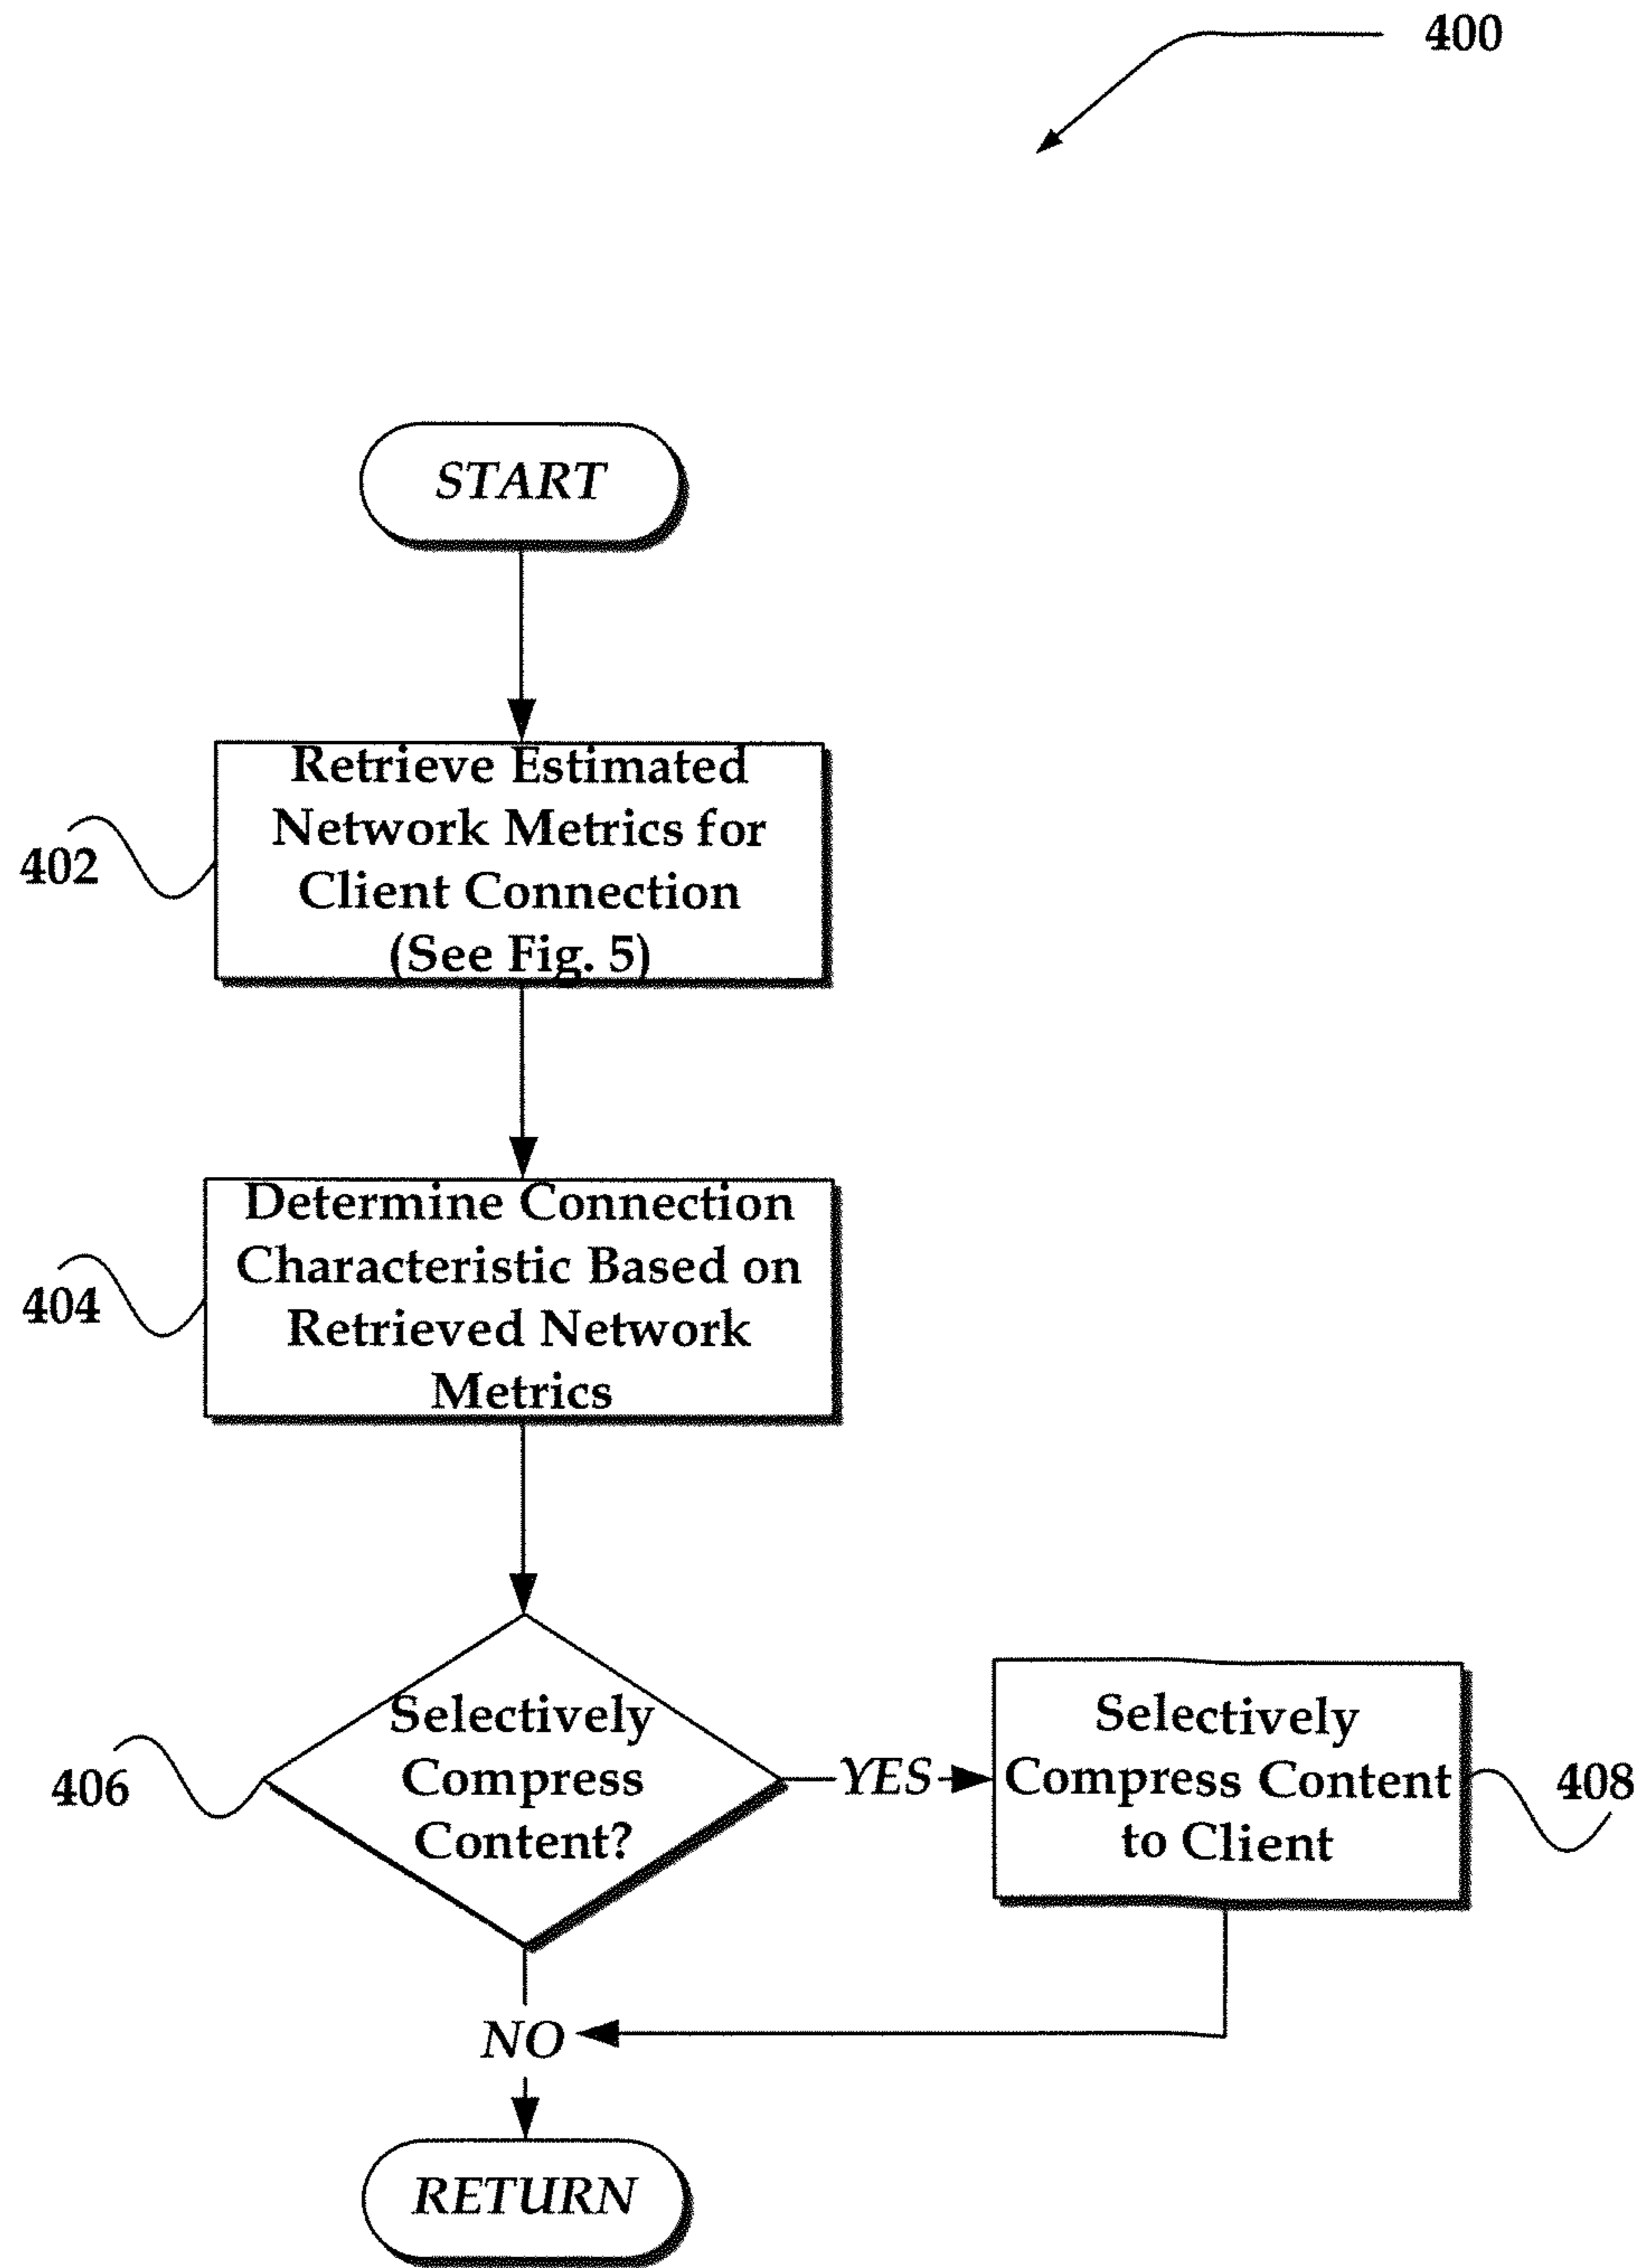 400
START
Retrieve Estimated
Network Metrics for
Client Connection
(See Fig. 5)
402
Determine Connection
Characteristic Based on
Retrieved Network
Metrics
404
Selectively
Compress
Content?
406
YES
Selectively
Compress Content
to Client
408
NO
RETURN